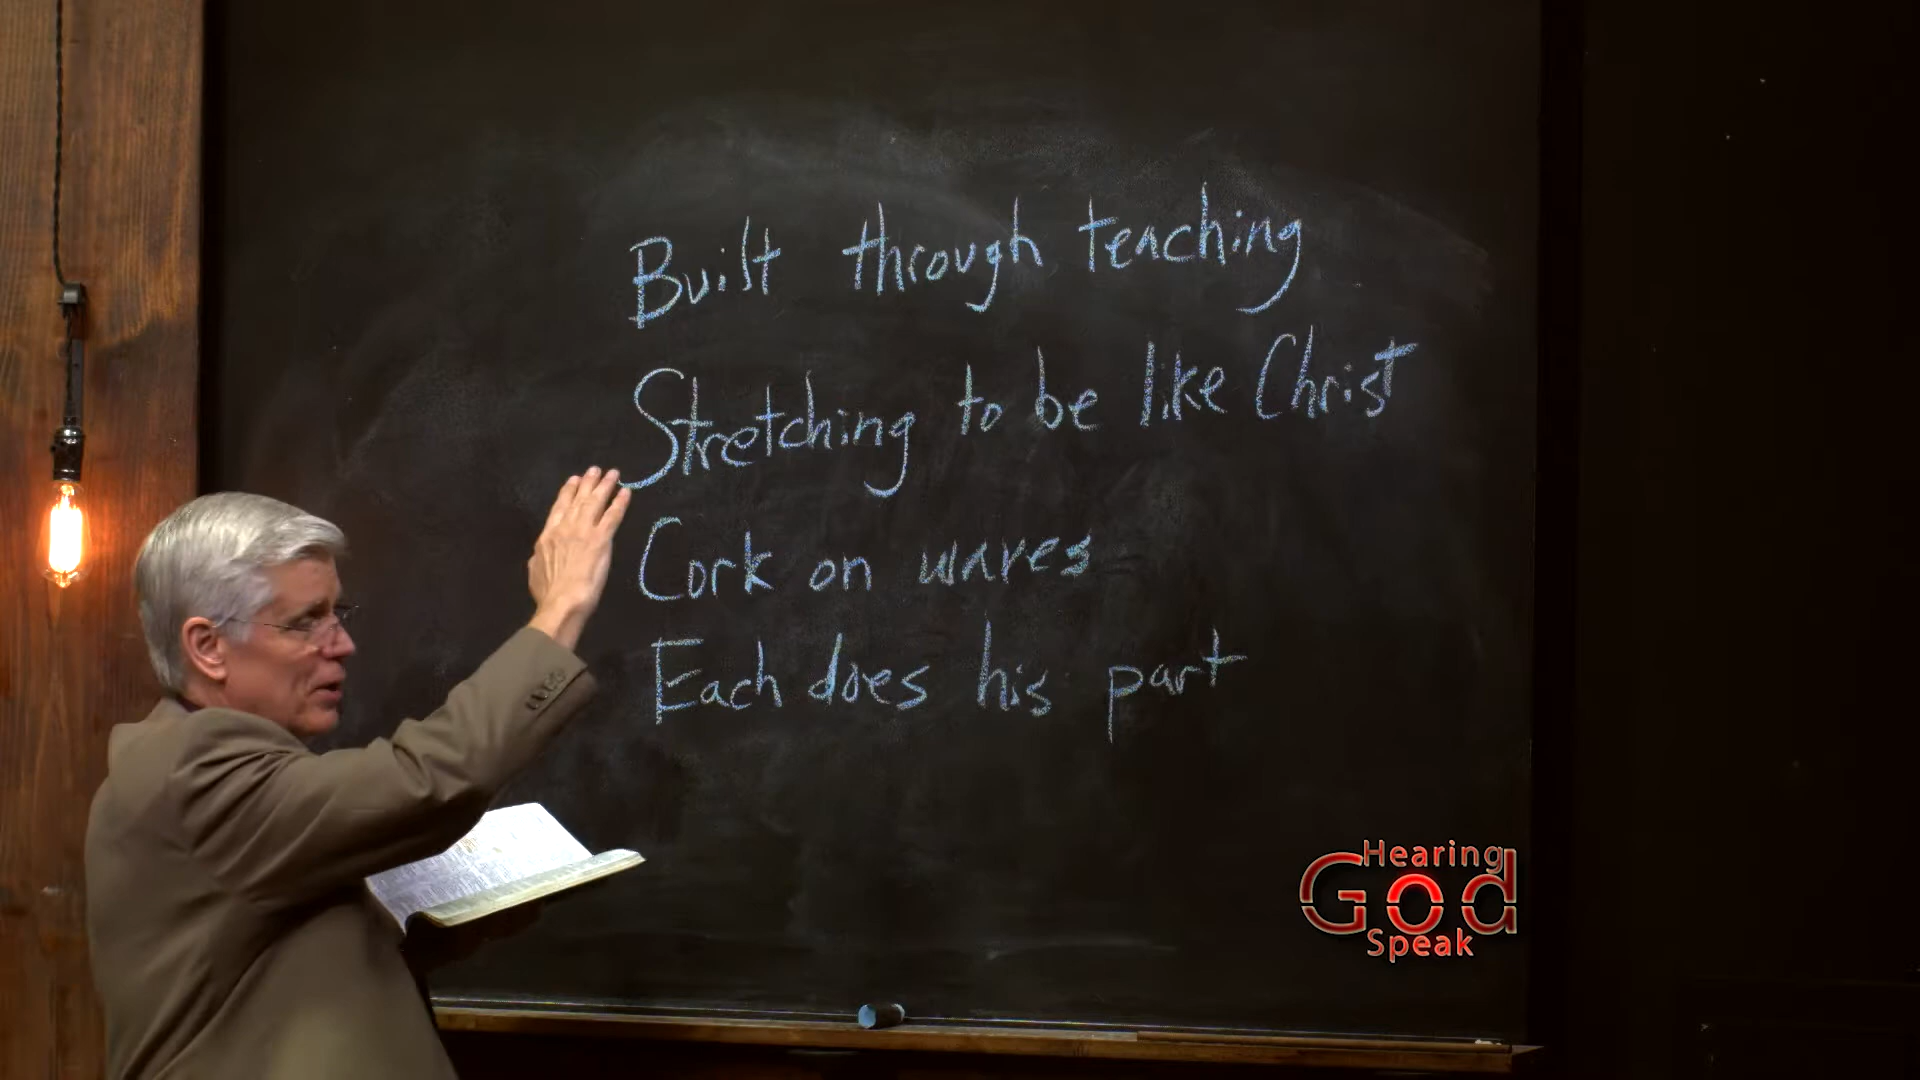 Built through teaching
Stretching to be like Christ
Cork on waves
Each does his part
Hearing
God
Speak